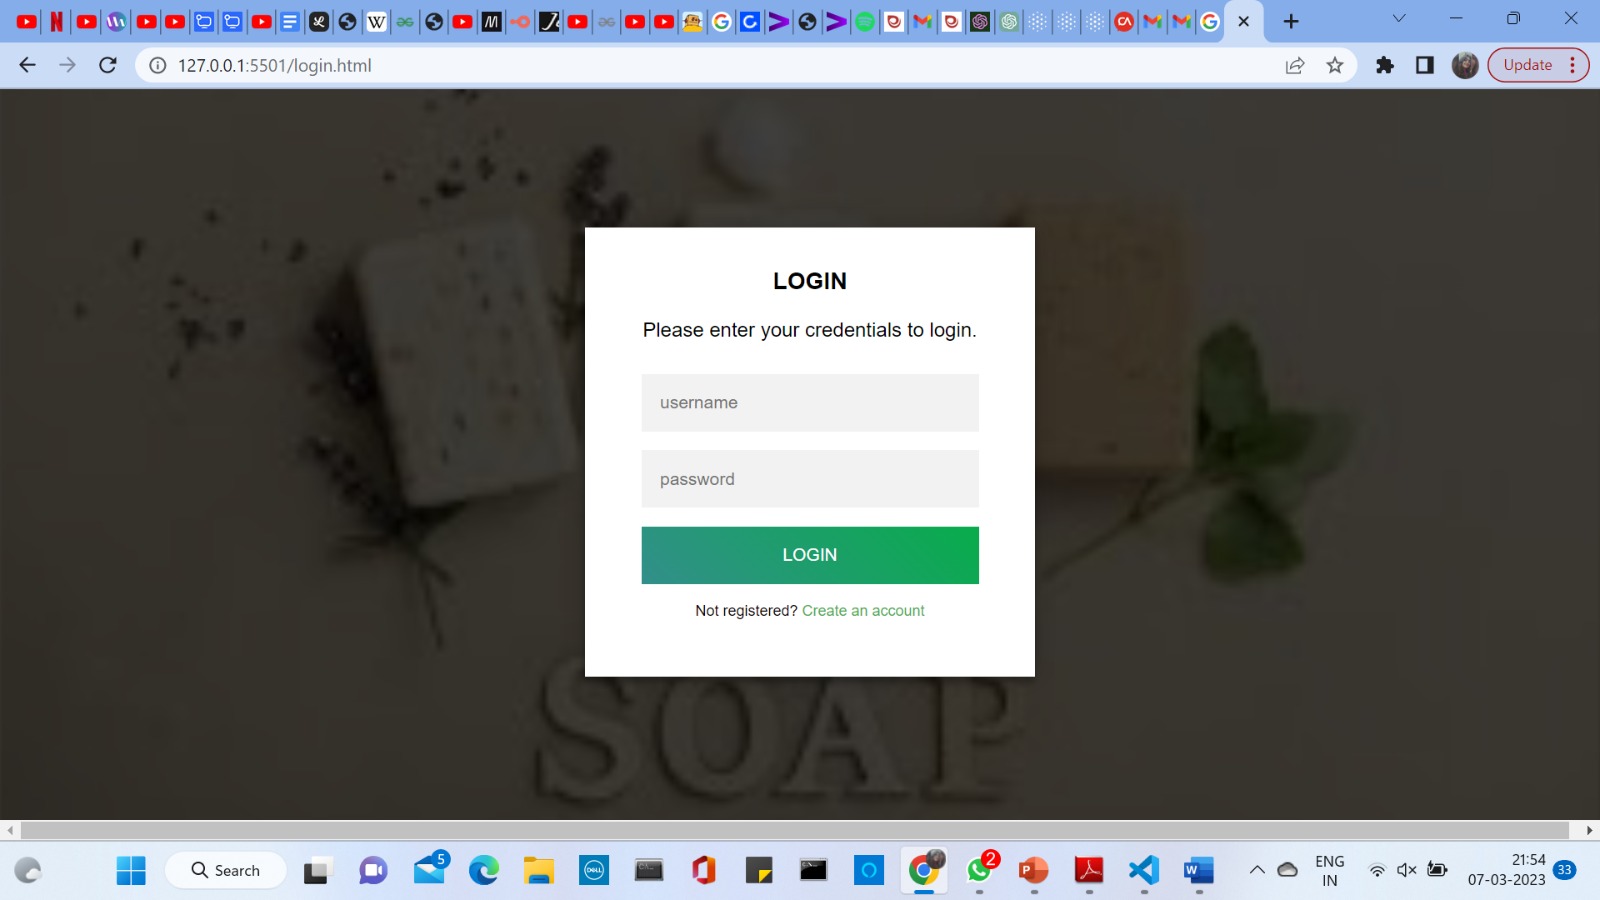 127.0.0.1:5501/login.html
Update
LOGIN
Please enter your credentials to login.
username
password
LOGIN
Not registered? Create an account
SOAP
Search
5
DELL
2
P
W
ENG
IN
21:54
07-03-2023
33